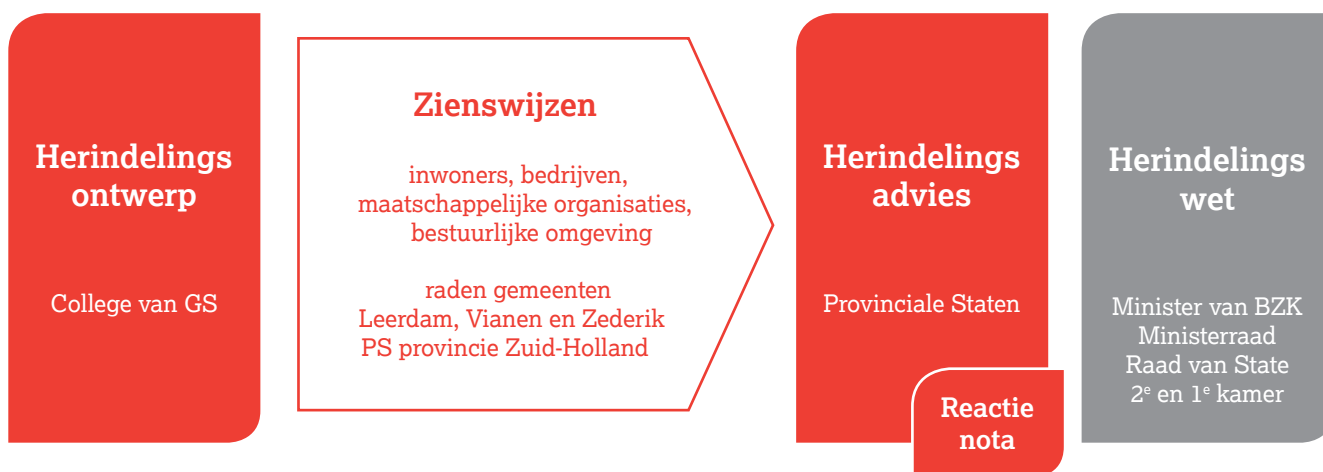 Herindelings
ontwerp
College van GS
Zienswijzen
inwoners, bedrijven,
maatschappelijke organisaties,
bestuurlijke omgeving
raden gemeenten
Leerdam, Vianen en Zederik
PS provincie Zuid-Holland
Herindelings
advies
Provinciale Staten
Reactie
nota
Herindelings
wet
Minister van BZK
Ministerraad
Raad van State
2e en 1e kamer